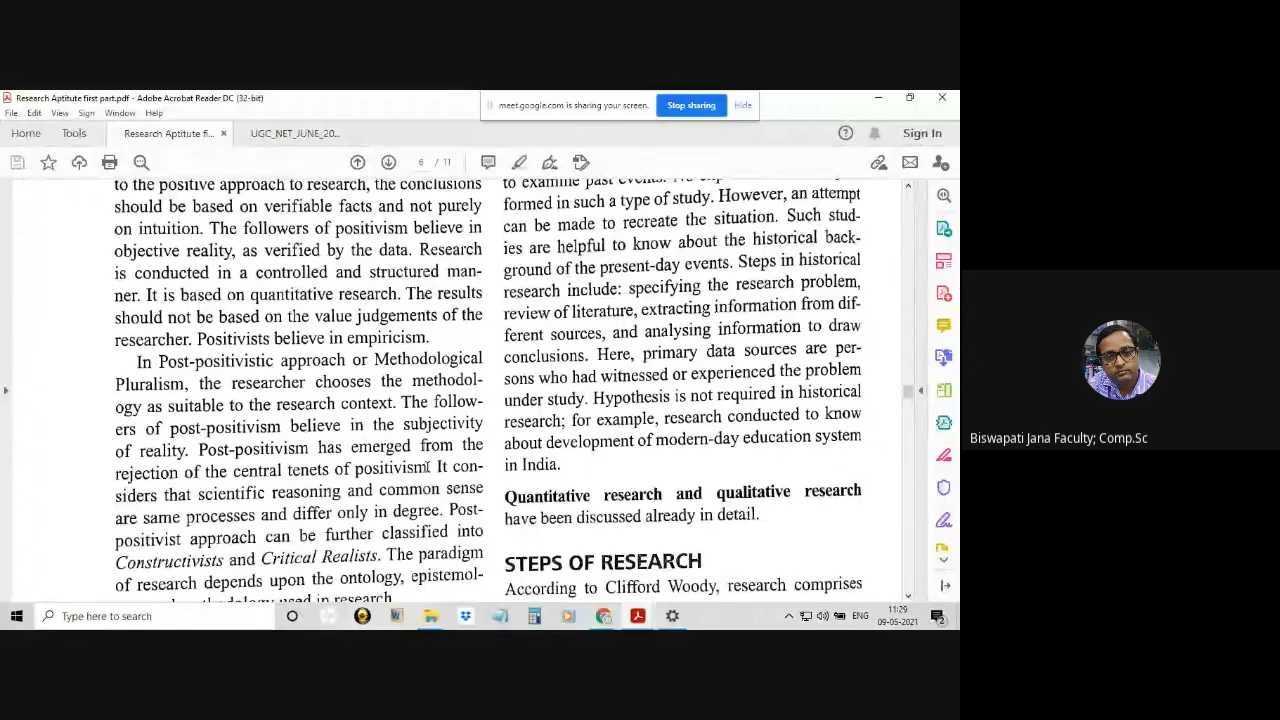 Research Aptitute first part.pdf - Adobe Acrobat Reader DC (32-bit)
meet.google.com is sharing your screen.
Stop sharing
Hide
File Edit View Sign Window Help
Home Tools
Research Aptitute fi... ×
UGC_NET_JUNE_20...
Sign In
6 / 11
to the positive approach to research, the conclusions
should be based on verifiable facts and not purely
on intuition. The followers of positivism believe in
objective reality, as verified by the data. Research
is conducted in a controlled and structured man-
ner. It is based on quantitative research. The results
should not be based on the value judgements of the
researcher. Positivists believe in empiricism.
In Post-positivistic approach or Methodological
Pluralism, the researcher chooses the methodol-
ogy as suitable to the research context. The follow-
ers of post-positivism believe in the subjectivity
of reality. Post-positivism has emerged from the
rejection of the central tenets of positivism. It con-
siders that scientific reasoning and common sense
are same processes and differ only in degree. Post-
positivist approach can be further classified into
Constructivists and Critical Realists. The paradigm
of research depends upon the ontology, epistemol-
used in research.
to examine past events. No
formed in such a type of study. However, an attempt
can be made to recreate the situation. Such stud-
ies are helpful to know about the historical back-
ground of the present-day events. Steps in historical
research include: specifying the research problem,
review of literature, extracting information from dif-
ferent sources, and analysing information to draw
conclusions. Here, primary data sources are per-
sons who had witnessed or experienced the problem
under study. Hypothesis is not required in historical
research; for example, research conducted to know
about development of modern-day education system
in India.
Quantitative research and qualitative research
have been discussed already in detail.
STEPS OF RESEARCH
According to Clifford Woody, research comprises
Type here to search
ENG
11:29
09-05-2021
2
Biswapati Jana Faculty; Comp.Sc